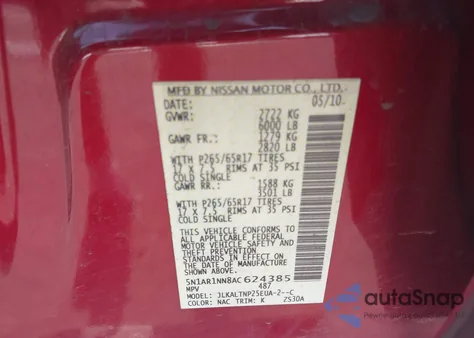 MFD BY NISSAN MOTOR CO., LTD.
DATE: 05/10
GVWR: 2722 KG
6000 LB
GAWR FR: 1279 KG
2820 LB
WITH P265/65R17 TIRES
17 X 7.5 RIMS AT 35 PSI
COLD SINGLE
GAWR RR: 1588 KG
3501 LB
WITH P265/65R17 TIRES
17 X 7.5 RIMS AT 35 PSI
COLD SINGLE
THIS VEHICLE CONFORMS TO
ALL APPLICABLE FEDERAL
MOTOR VEHICLE SAFETY
STANDARDS IN EFFECT ON THE
DATE OF MANUFACTURE
SHOWN ABOVE.
5N1AR1NN8AC624385
MPV 487
MODEL: JLKALTNP25EUA-2--C
COLOR: NAC TRIM: K ZS30A
autoSnap